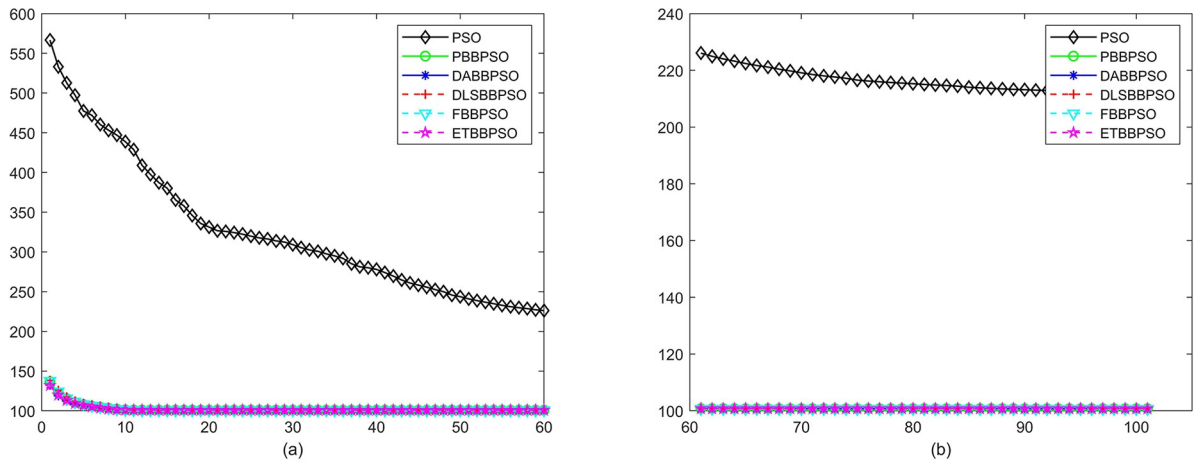 600
550
500
450
400
350
300
250
200
150
100
0
10
20
30
40
50
60
PSO
PBBPSO
DABBPSO
DLSBBPSO
FBBPSO
ETBBPSO
(a)
240
220
200
180
160
140
120
100
60
70
80
90
100
PSO
PBBPSO
DABBPSO
DLSBBPSO
FBBPSO
ETBBPSO
(b)